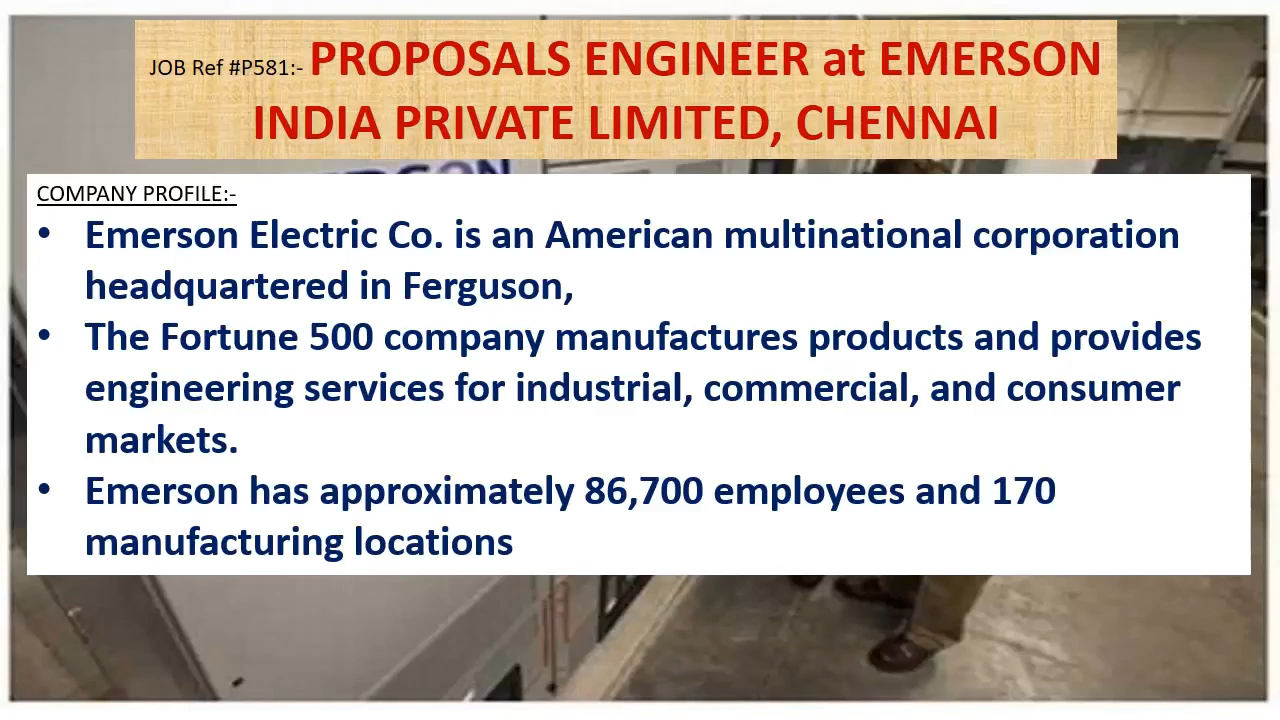 JOB Ref #P581:- PROPOSALS ENGINEER at EMERSON
INDIA PRIVATE LIMITED, CHENNAI
COMPANY PROFILE:-
• Emerson Electric Co. is an American multinational corporation
headquartered in Ferguson,
• The Fortune 500 company manufactures products and provides
engineering services for industrial, commercial, and consumer
markets.
• Emerson has approximately 86,700 employees and 170
manufacturing locations